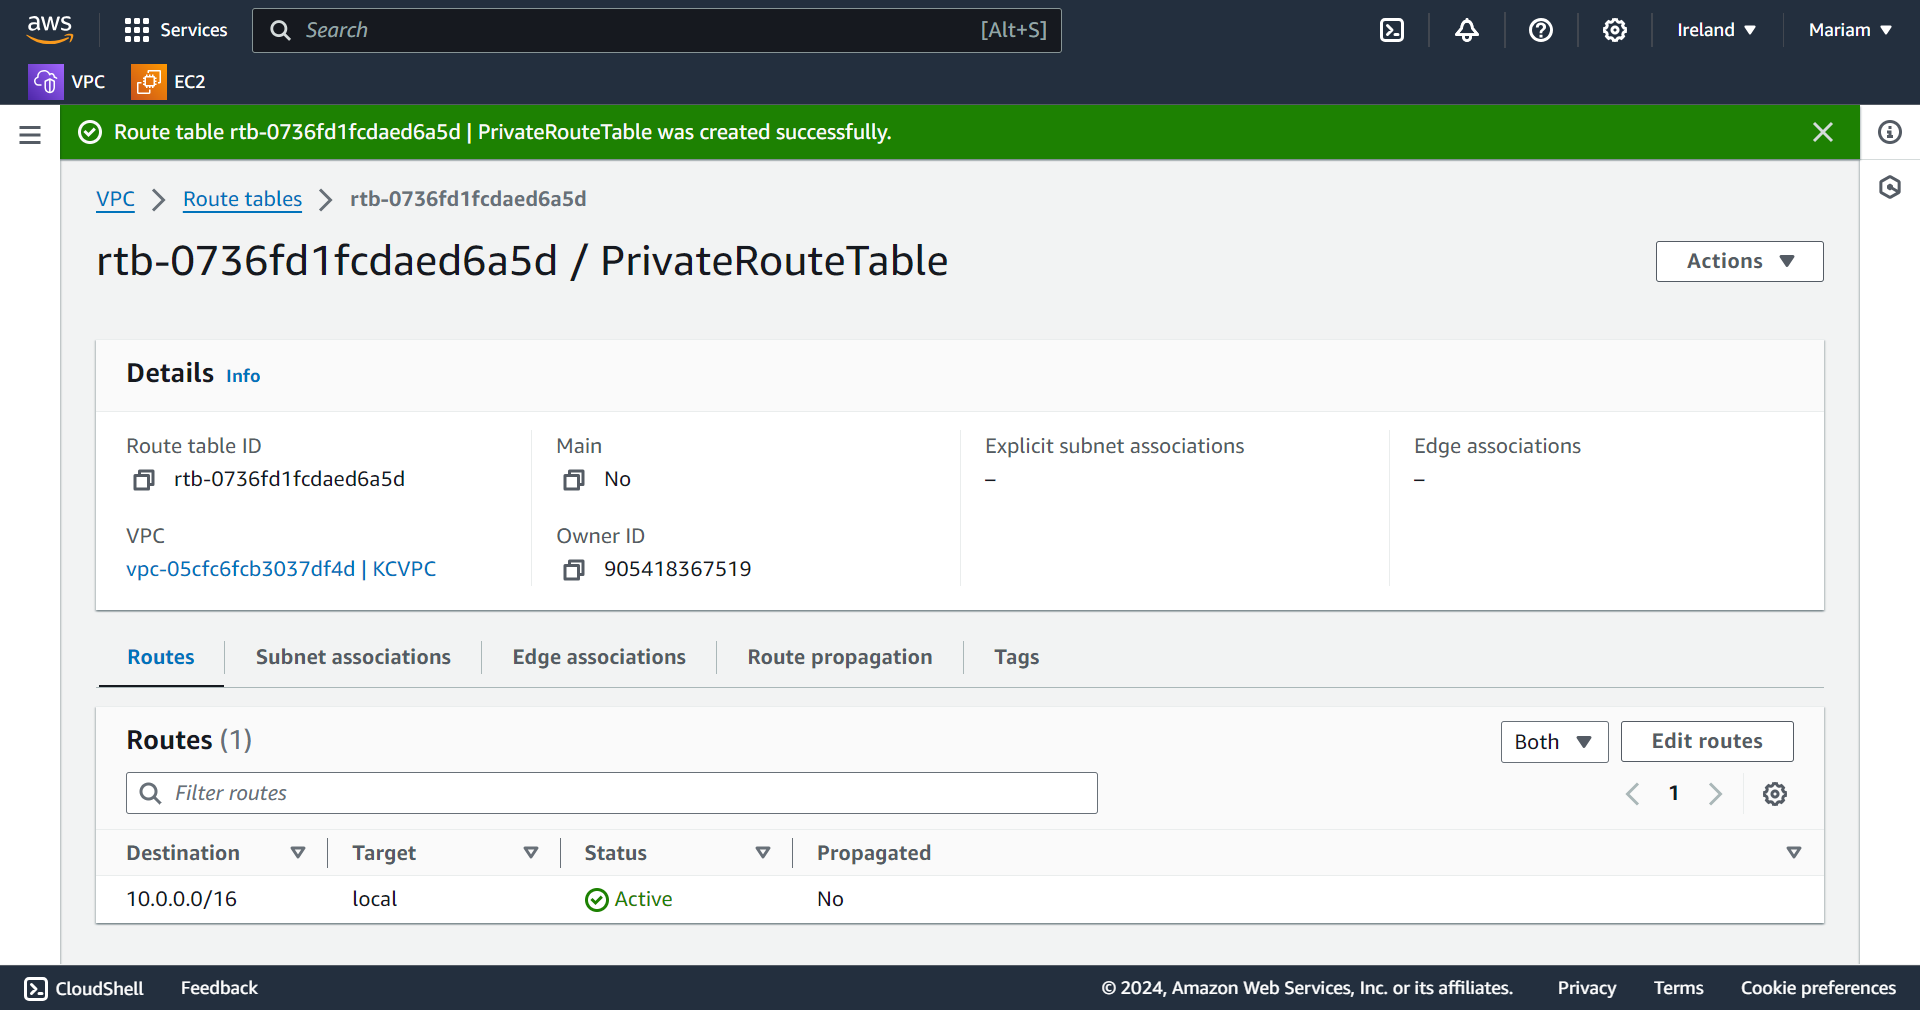 aws
Services
Search [Alt+S]
Ireland
Mariam
VPC
EC2
Route table rtb-0736fd1fcdaed6a5d | PrivateRouteTable was created successfully.
VPC
Route tables
rtb-0736fd1fcdaed6a5d
rtb-0736fd1fcdaed6a5d / PrivateRouteTable
Actions
Details Info
Route table ID
rtb-0736fd1fcdaed6a5d
Main
No
Explicit subnet associations
–
Edge associations
–
VPC
vpc-05cfc6fcb3037df4d | KCVPC
Owner ID
905418367519
Routes
Subnet associations
Edge associations
Route propagation
Tags
Routes (1)
Both
Edit routes
Filter routes
1
Destination
Target
Status
Propagated
10.0.0.0/16
local
Active
No
CloudShell
Feedback
© 2024, Amazon Web Services, Inc. or its affiliates.
Privacy
Terms
Cookie preferences